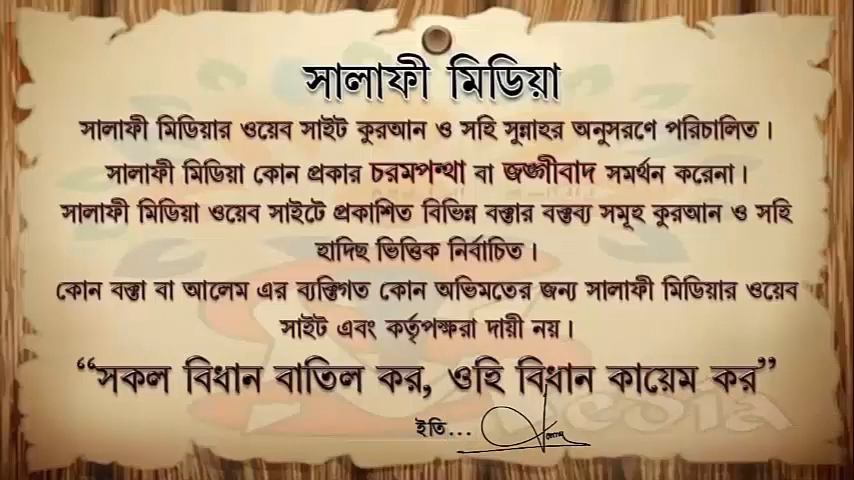 সালাফী মিডিয়া
সালাফী মিডিয়ার ওয়েব সাইট কুরআন ও সহি সুন্নাহর অনুসরণে পরিচালিত।
সালাফী মিডিয়া কোন প্রকার চরমপন্থা বা জঙ্গীবাদ সমর্থন করেনা।
সালাফী মিডিয়া ওয়েব সাইটে প্রকাশিত বিভিন্ন বক্তার বক্তব্য সমূহ কুরআন ও সহি
হাদিছ ভিত্তিক নির্বাচিত।
কোন বক্তা বা আলেম এর ব্যক্তিগত কোন অভিমতের জন্য সালাফী মিডিয়ার ওয়েব
সাইট এবং কর্তৃপক্ষরা দায়ী নয়।
“সকল বিধান বাতিল কর, ওহি বিধান কায়েম কর”
ইতি...
media